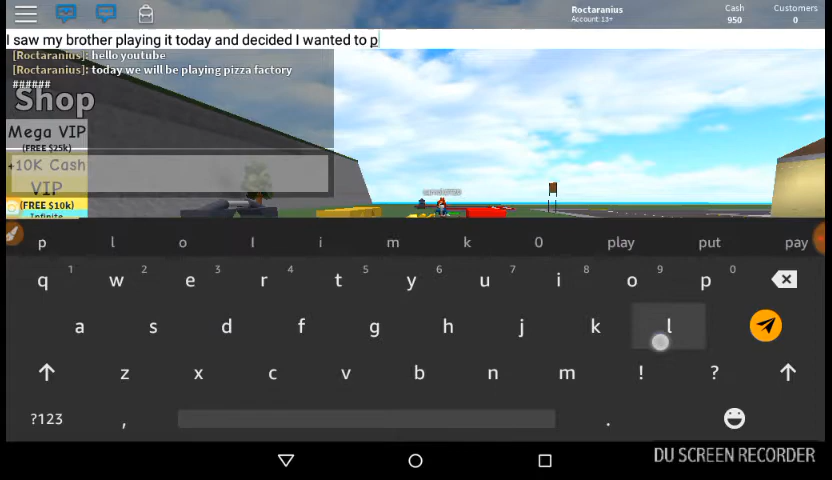 Roctaranius
Account: 13+
Cash
950
Customers
0
I saw my brother playing it today and decided I wanted to p
[Roctaranius]: hello youtube
[Roctaranius]: today we will be playing pizza factory
######
Shop
Mega VIP
(FREE $25k)
+10K Cash
VIP
(FREE $10k)
Infinite
p l o I i m k 0 play put pay
q 1 w 2 e 3 r 4 t 5 y 6 u 7 i 8 o 9 p 0
a s d f g h j k l
z x c v b n m ! ?
?123 , .
DU SCREEN RECORDER